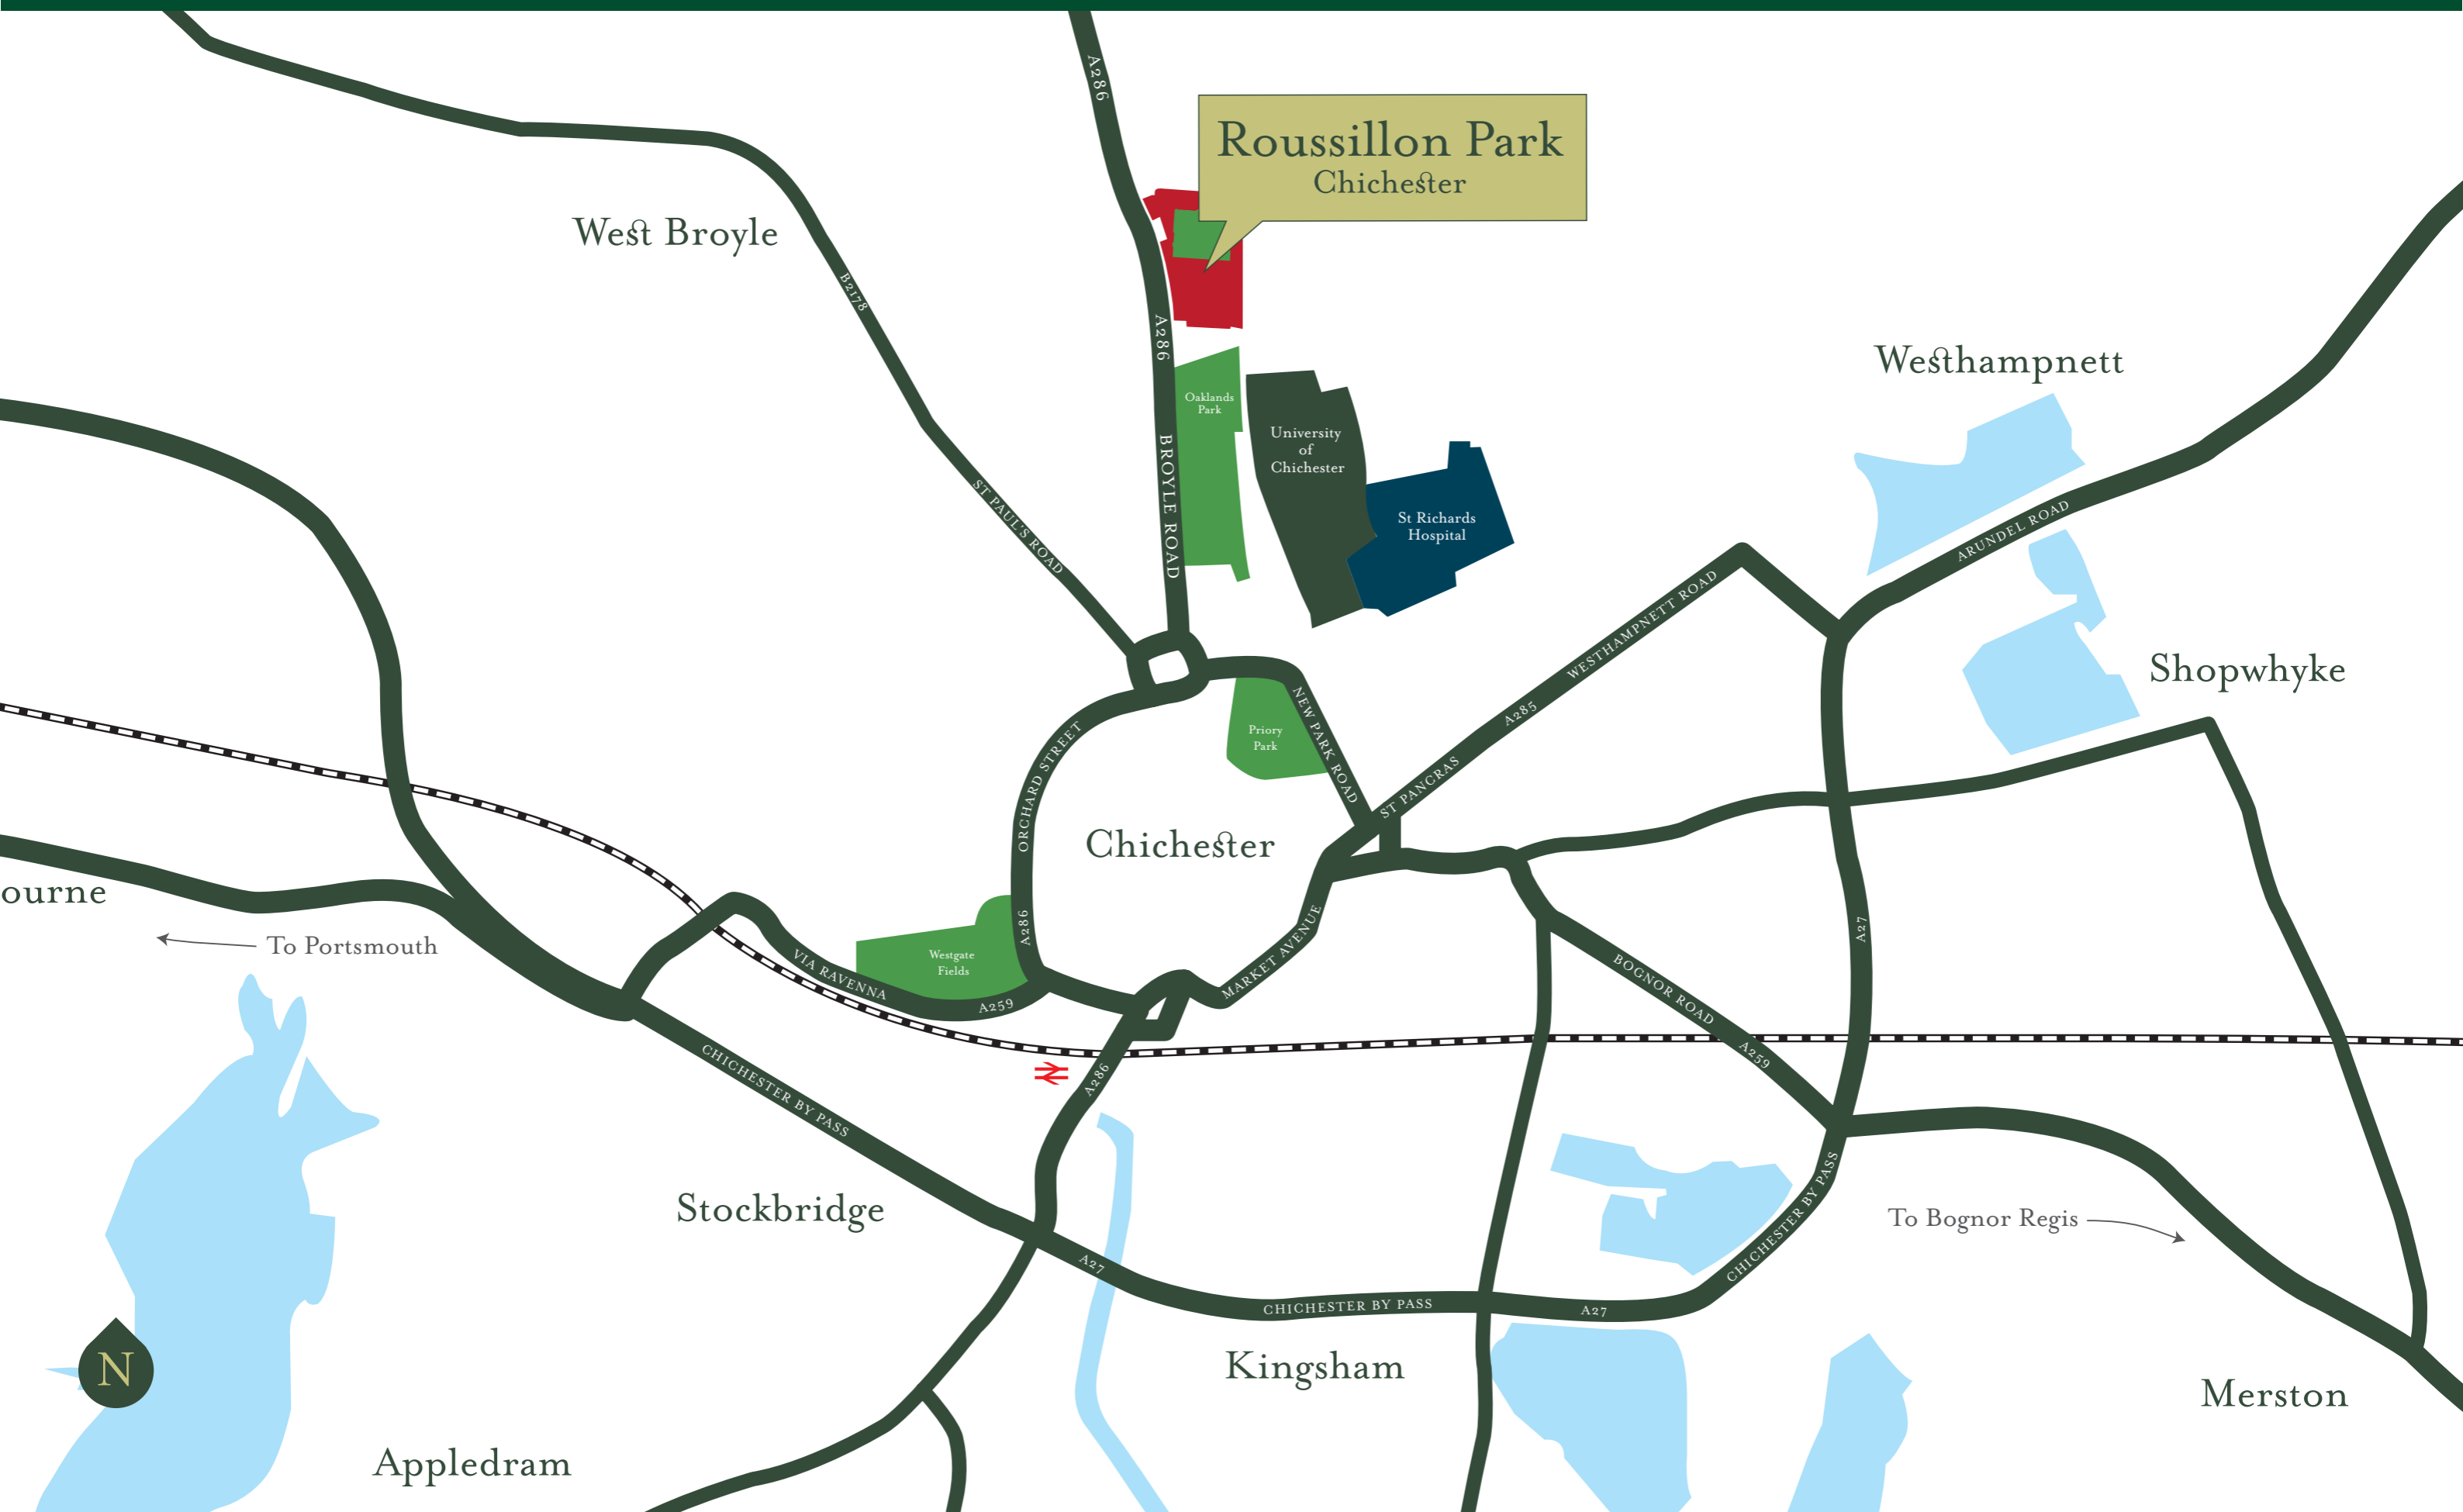 A286
Roussillon Park
Chichester
West Broyle
B2178
A286
Westhampnett
Oaklands
Park
BROYLE ROAD
University
of
Chichester
St Richards
Hospital
ST PAUL'S ROAD
ARUNDEL ROAD
WESTHAMPNETT ROAD
Shopwhyke
A285
NEW PARK ROAD
Priory
Park
ORCHARD STREET
ST PANCRAS
Chichester
ourne
To Portsmouth
A286
Westgate
Fields
VIA RAVENNA
A259
MARKET AVENUE
A27
BOGNOR ROAD
A259
CHICHESTER BY PASS
A286
Stockbridge
A27
CHICHESTER BY PASS
To Bognor Regis
CHICHESTER BY PASS
A27
N
Kingsham
Merston
Appledram